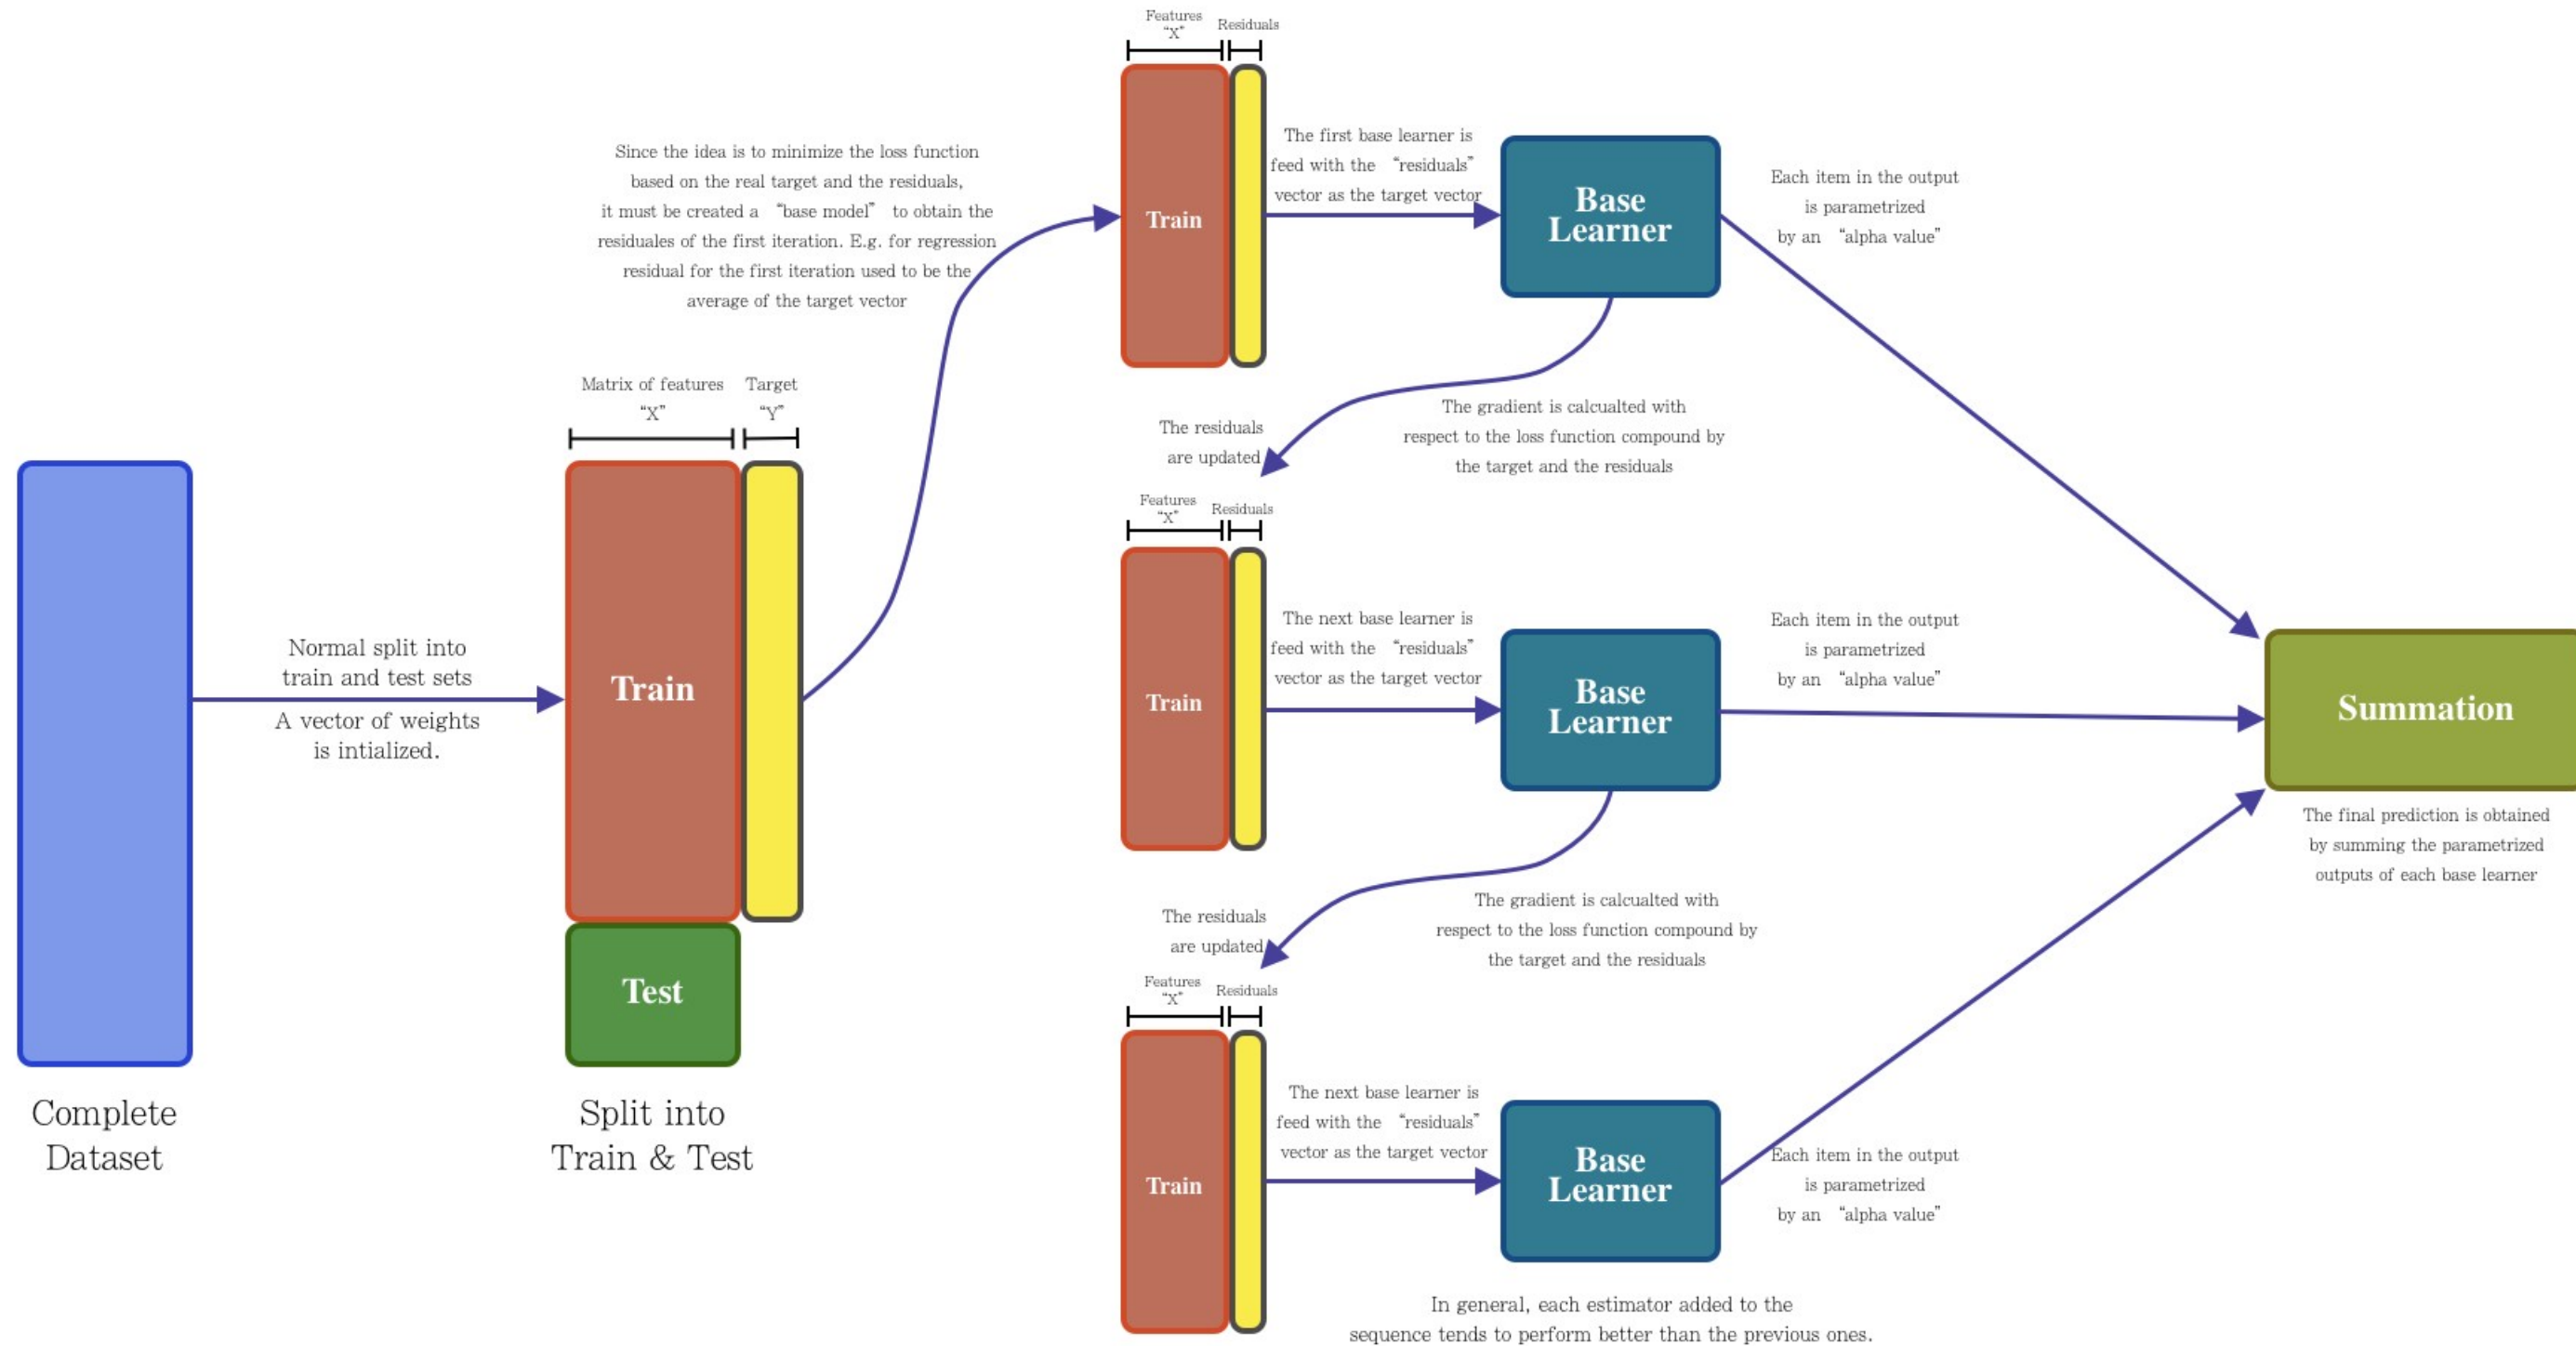 Complete
Dataset
Normal split into
train and test sets
A vector of weights
is intialized.
Matrix of features
“X”
Target
“Y”
Train
Test
Split into
Train & Test
Since the idea is to minimize the loss function
based on the real target and the residuals,
it must be created a “base model” to obtain the
residuales of the first iteration. E.g. for regression
residual for the first iteration used to be the
average of the target vector
Features
“X”
Residuals
Train
The first base learner is
feed with the “residuals”
vector as the target vector
Base
Learner
Each item in the output
is parametrized
by an “alpha value”
The residuals
are updated
The gradient is calcualted with
respect to the loss function compound by
the target and the residuals
Features
“X”
Residuals
Train
The next base learner is
feed with the “residuals”
vector as the target vector
Base
Learner
Each item in the output
is parametrized
by an “alpha value”
The residuals
are updated
The gradient is calcualted with
respect to the loss function compound by
the target and the residuals
Features
“X”
Residuals
Train
The next base learner is
feed with the “residuals”
vector as the target vector
Base
Learner
Each item in the output
is parametrized
by an “alpha value”
In general, each estimator added to the
sequence tends to perform better than the previous ones.
Summation
The final prediction is obtained
by summing the parametrized
outputs of each base learner